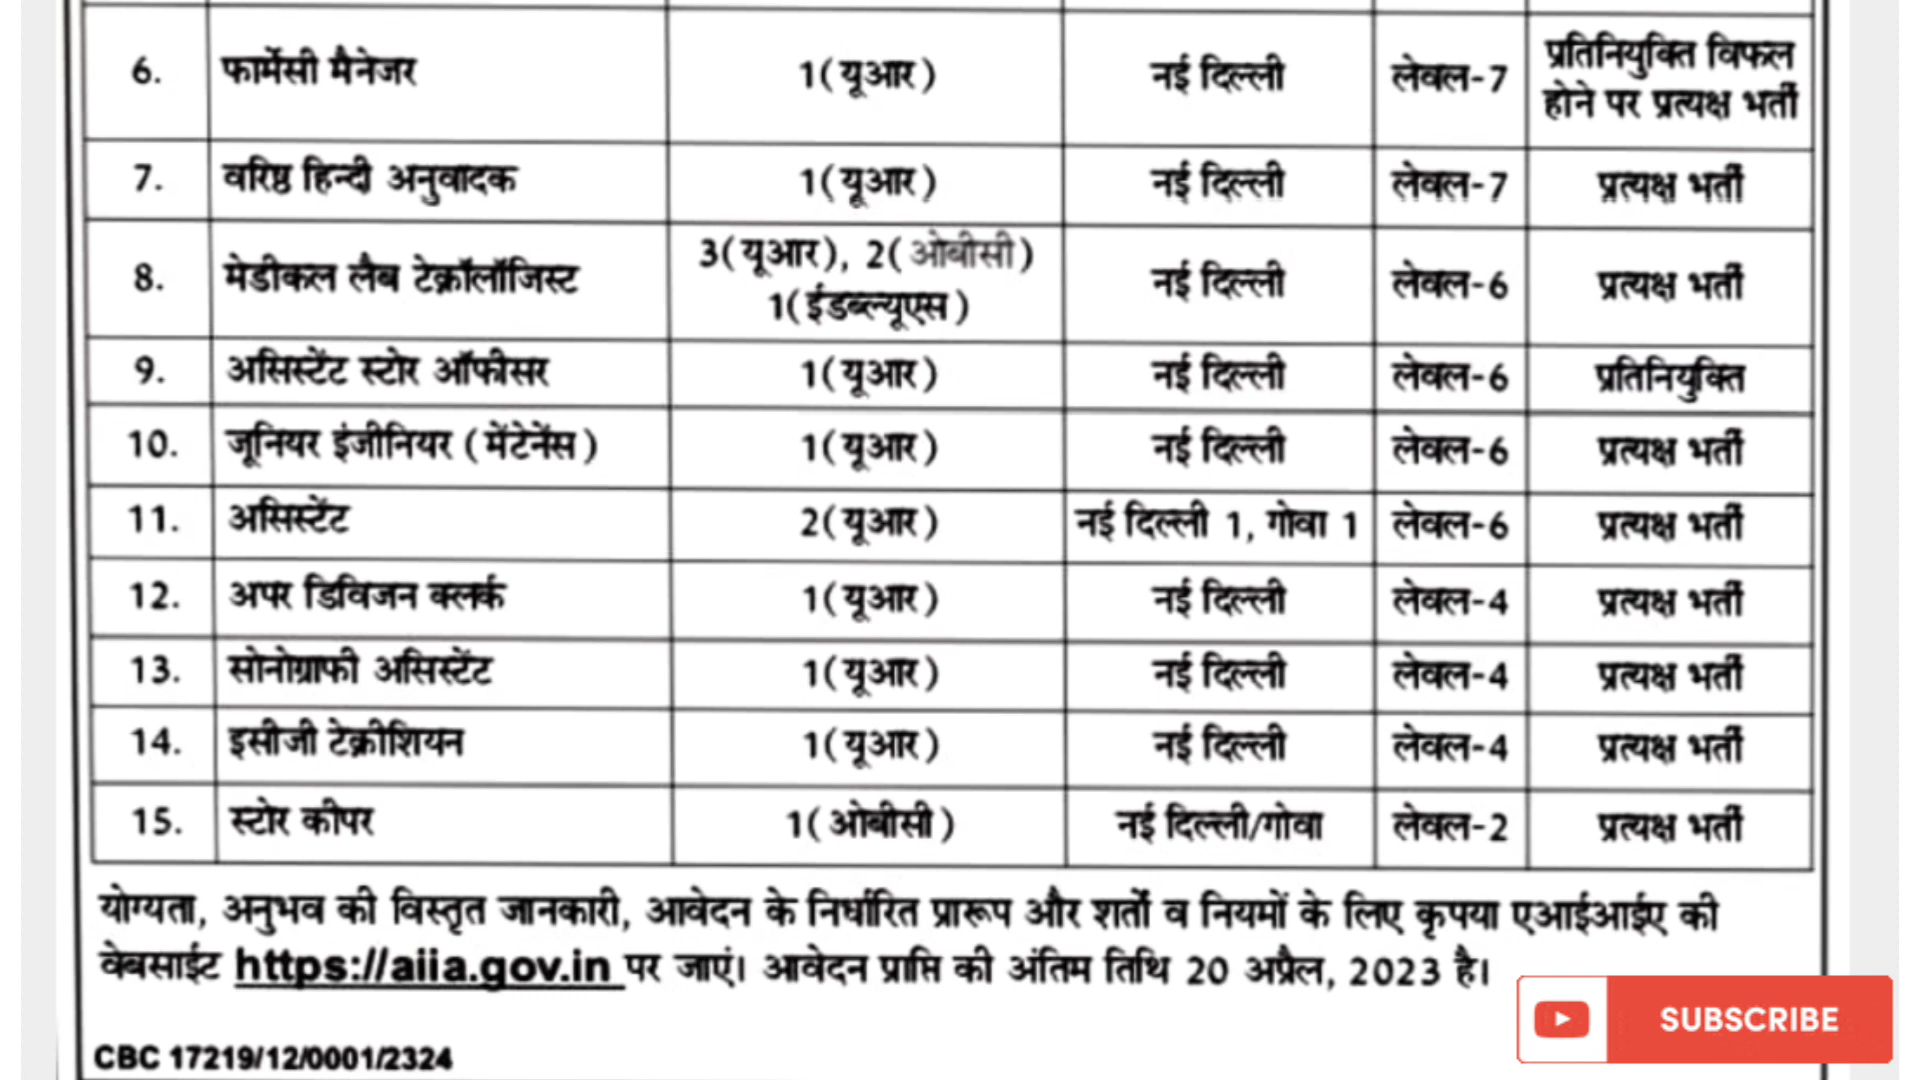 6. फार्मेसी मैनेजर 1(यूआर) नई दिल्ली लेवल-7 प्रतिनियुक्ति विफल होने पर प्रत्यक्ष भर्ती
7. वरिष्ठ हिन्दी अनुवादक 1(यूआर) नई दिल्ली लेवल-7 प्रत्यक्ष भर्ती
8. मेडीकल लैब टेक्नॉलॉजिस्ट 3(यूआर), 2(ओबीसी) 1(ईडब्ल्यूएस) नई दिल्ली लेवल-6 प्रत्यक्ष भर्ती
9. असिस्टेंट स्टोर ऑफीसर 1(यूआर) नई दिल्ली लेवल-6 प्रतिनियुक्ति
10. जूनियर इंजीनियर (मेंटेनेंस) 1(यूआर) नई दिल्ली लेवल-6 प्रत्यक्ष भर्ती
11. असिस्टेंट 2(यूआर) नई दिल्ली 1, गोवा 1 लेवल-6 प्रत्यक्ष भर्ती
12. अपर डिविजन क्लर्क 1(यूआर) नई दिल्ली लेवल-4 प्रत्यक्ष भर्ती
13. सोनोग्राफी असिस्टेंट 1(यूआर) नई दिल्ली लेवल-4 प्रत्यक्ष भर्ती
14. इसीजी टेक्नीशियन 1(यूआर) नई दिल्ली लेवल-4 प्रत्यक्ष भर्ती
15. स्टोर कीपर 1(ओबीसी) नई दिल्ली/गोवा लेवल-2 प्रत्यक्ष भर्ती
योग्यता, अनुभव की विस्तृत जानकारी, आवेदन के निर्धारित प्रारूप और शर्तों व नियमों के लिए कृपया एआईआईए की
वेबसाईट https://aiia.gov.in पर जाएं। आवेदन प्राप्ति की अंतिम तिथि 20 अप्रैल, 2023 है।
SUBSCRIBE
CBC 17219/12/0001/2324